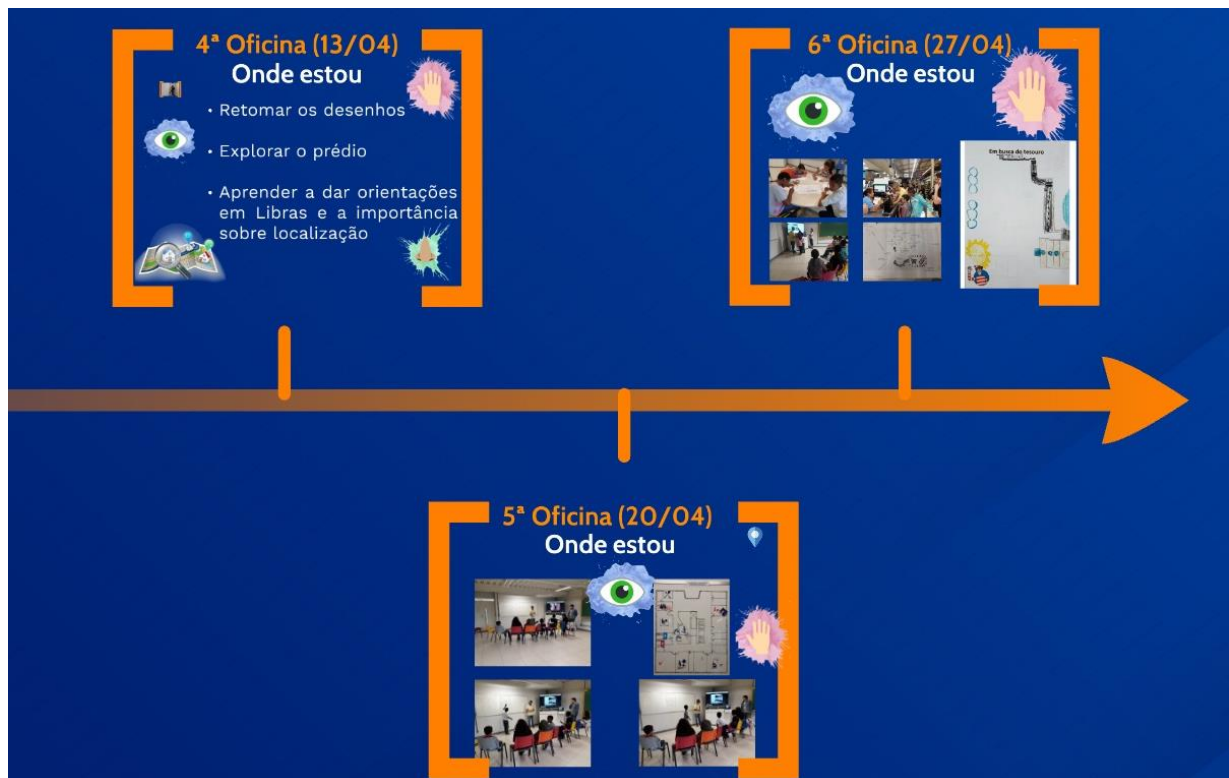 4ª Oficina (13/04)
Onde estou
• Retomar os desenhos
• Explorar o prédio
• Aprender a dar orientações
em Libras e a importância
sobre localização
6ª Oficina (27/04)
Onde estou
Em busca do tesouro
5ª Oficina (20/04)
Onde estou